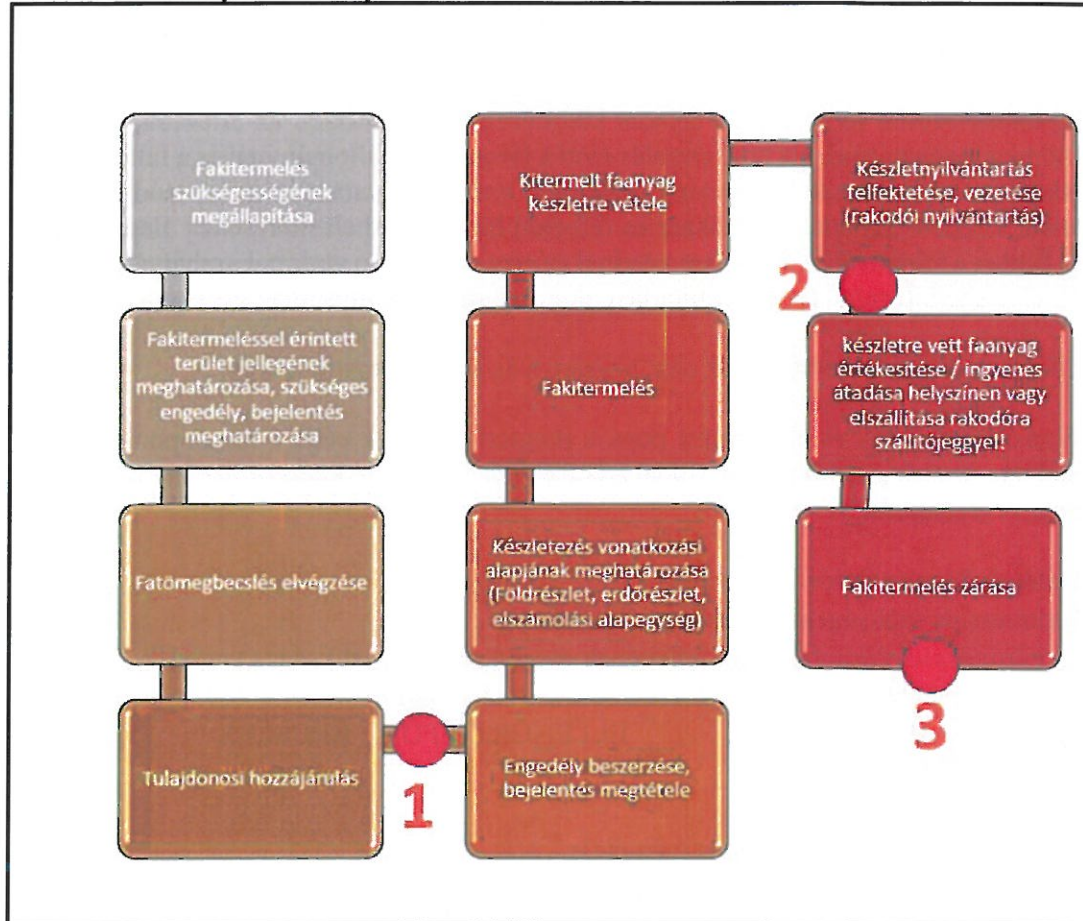 Fakitermelés
szükségességének
megállapítása
Fakitermeléssel érintett
terület jellegének
meghatározása, szükséges
engedély, bejelentés
meghatározása
Fatömegbecslés elvégzése
Tulajdonosi hozzájárulás
1
Engedély beszerzése,
bejelentés megtétele
Készletezés vonatkozási
alapjának meghatározása
(Földrészlet, erdőrészlet,
elszámolási alapegység)
Fakitermelés
Kitermelt faanyag
készletre vétele
Készletnyilvántartás
felfektetése, vezetése
(rakodói nyilvántartás)
2
készletre vett faanyag
értékesítése / ingyenes
átadása helyszínen vagy
elszállítása rakodóra
szállítójeggyel!
Fakitermelés zárása
3